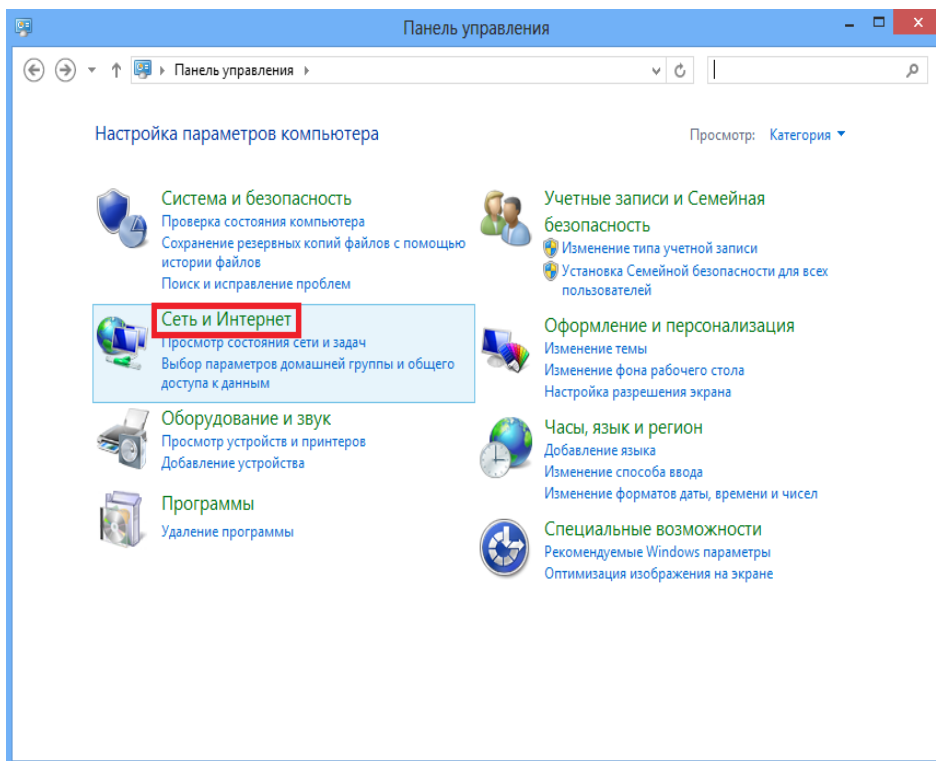 Панель управления
Панель управления
Настройка параметров компьютера
Просмотр: Категория
Система и безопасность
Проверка состояния компьютера
Сохранение резервных копий файлов с помощью
истории файлов
Поиск и исправление проблем
Сеть и Интернет
Просмотр состояния сети и задач
Выбор параметров домашней группы и общего
доступа к данным
Оборудование и звук
Просмотр устройств и принтеров
Добавление устройства
Программы
Удаление программы
Учетные записи и Семейная
безопасность
Изменение типа учетной записи
Установка Семейной безопасности для всех
пользователей
Оформление и персонализация
Изменение темы
Изменение фона рабочего стола
Настройка разрешения экрана
Часы, язык и регион
Добавление языка
Изменение способа ввода
Изменение форматов даты, времени и чисел
Специальные возможности
Рекомендуемые Windows параметры
Оптимизация изображения на экране